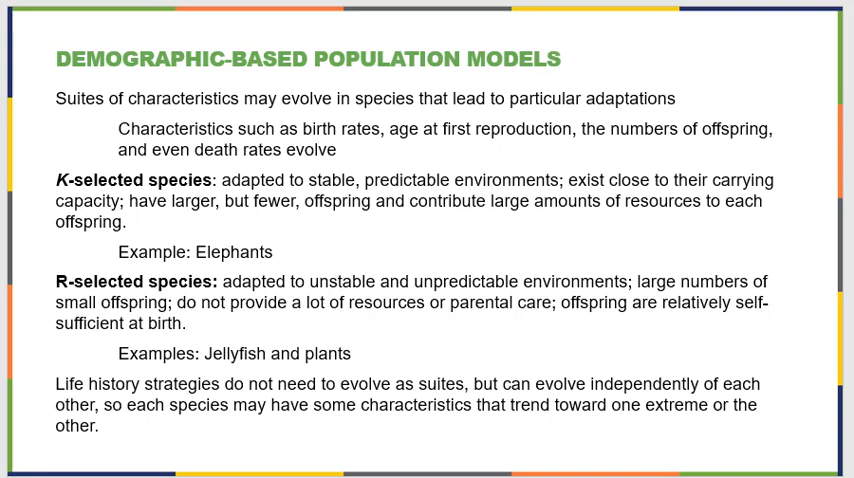 DEMOGRAPHIC-BASED POPULATION MODELS
Suites of characteristics may evolve in species that lead to particular adaptations
Characteristics such as birth rates, age at first reproduction, the numbers of offspring,
and even death rates evolve
K-selected species: adapted to stable, predictable environments; exist close to their carrying
capacity; have larger, but fewer, offspring and contribute large amounts of resources to each
offspring.
Example: Elephants
R-selected species: adapted to unstable and unpredictable environments; large numbers of
small offspring; do not provide a lot of resources or parental care; offspring are relatively self-
sufficient at birth.
Examples: Jellyfish and plants
Life history strategies do not need to evolve as suites, but can evolve independently of each
other, so each species may have some characteristics that trend toward one extreme or the
other.